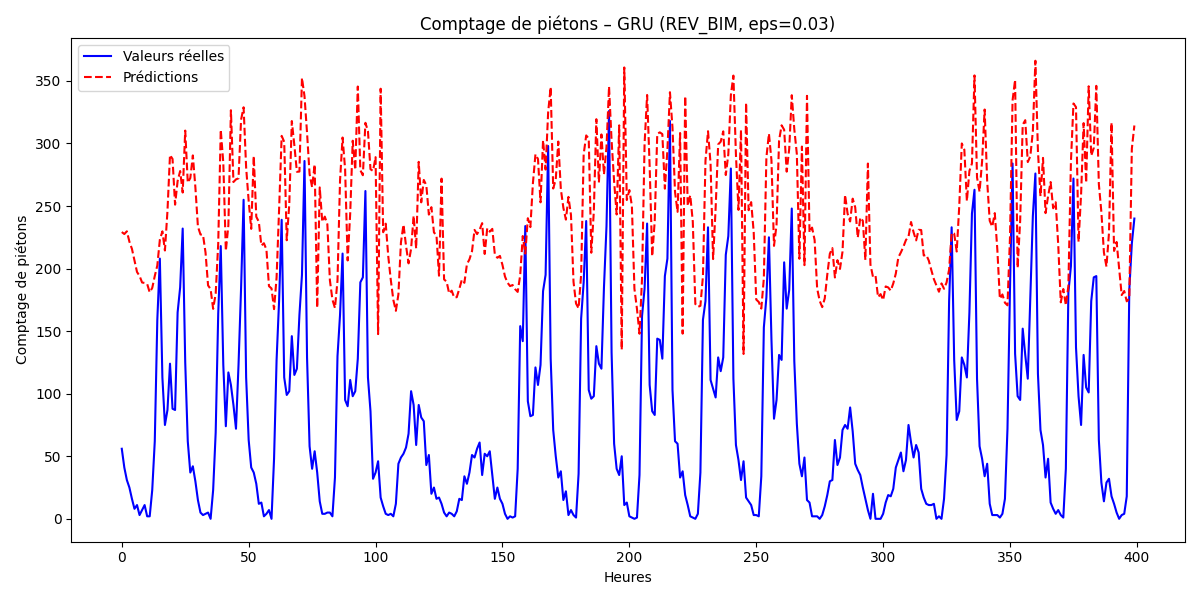 Comptage de piétons – GRU (REV_BIM, eps=0.03)
Valeurs réelles
Prédictions
Comptage de piétons
350
300
250
200
150
100
50
0
0 50 100 150 200 250 300 350 400
Heures